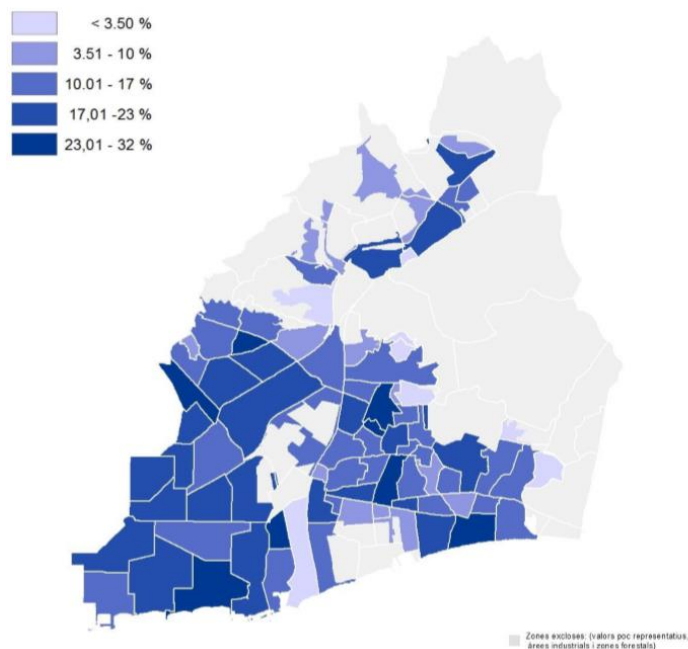 < 3.50 %
3.51 - 10 %
10.01 - 17 %
17,01 -23 %
23,01 - 32 %
Zones excloses: (valors poc representatius,
àrees industrials i zones forestals)